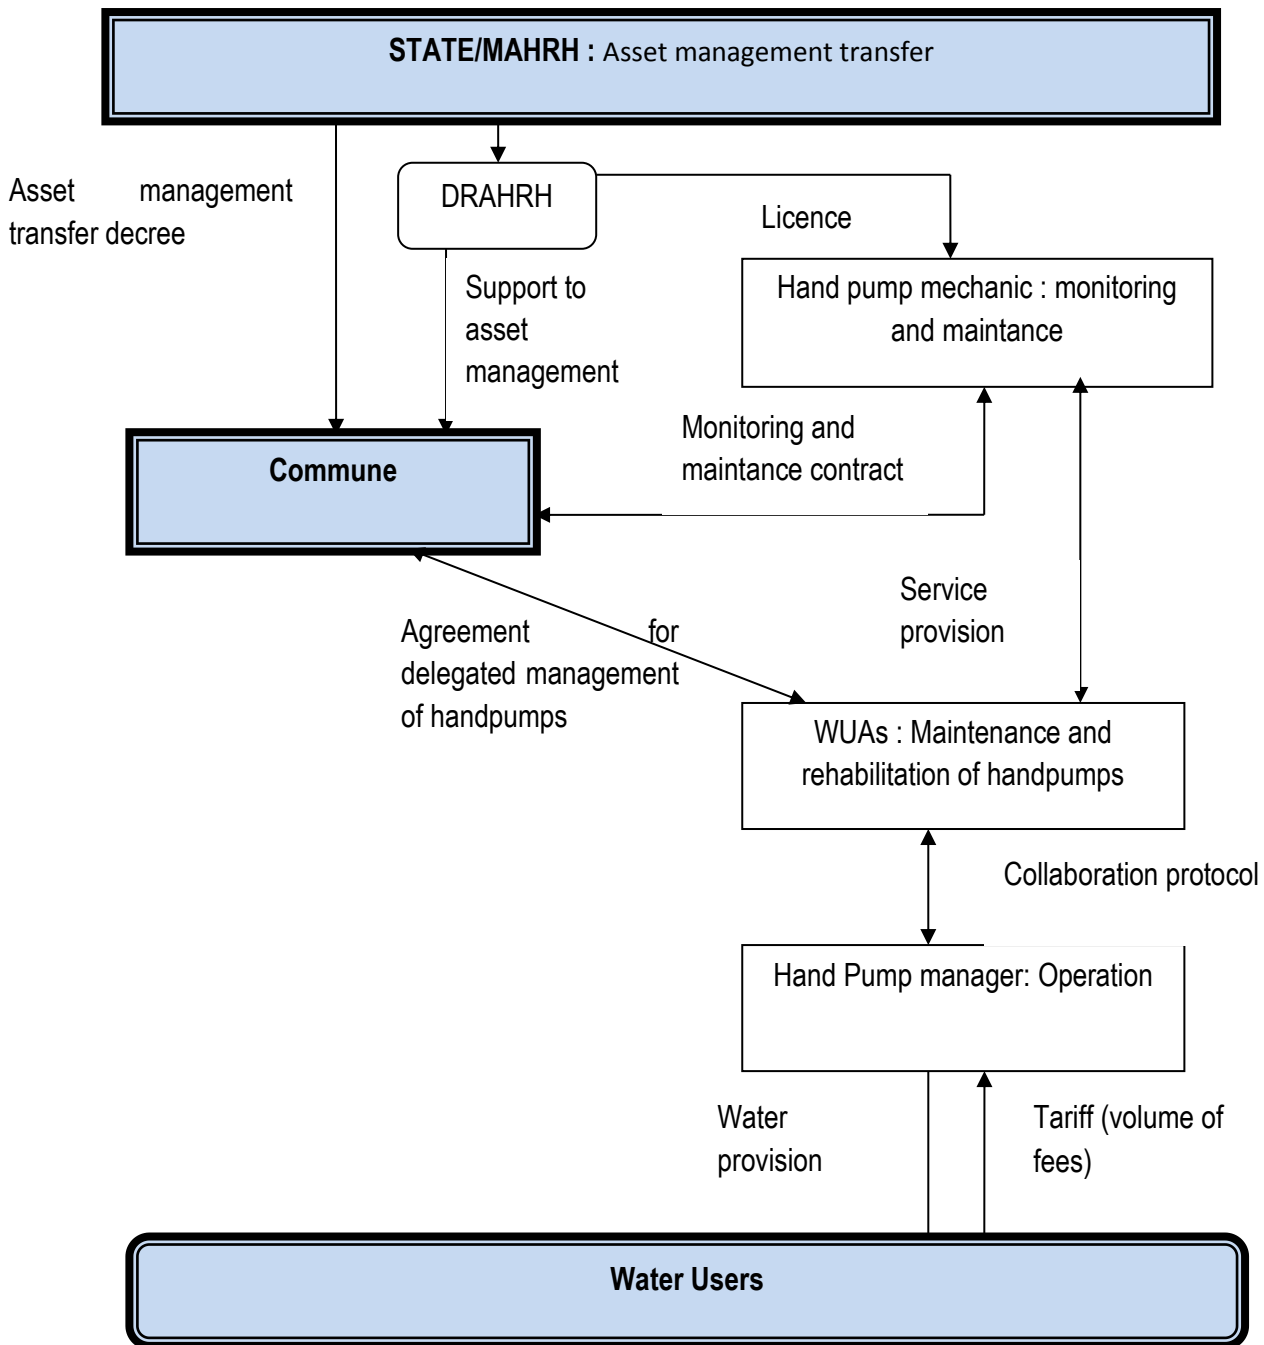 STATE/MAHRH : Asset management transfer
Asset management
transfer decree
DRAHRH
Licence
Support to
asset
management
Hand pump mechanic : monitoring
and maintance
Monitoring and
maintance contract
Commune
Service
provision
Agreement for
delegated management
of handpumps
WUAs : Maintenance and
rehabilitation of handpumps
Collaboration protocol
Hand Pump manager: Operation
Water
provision
Tariff (volume of
fees)
Water Users